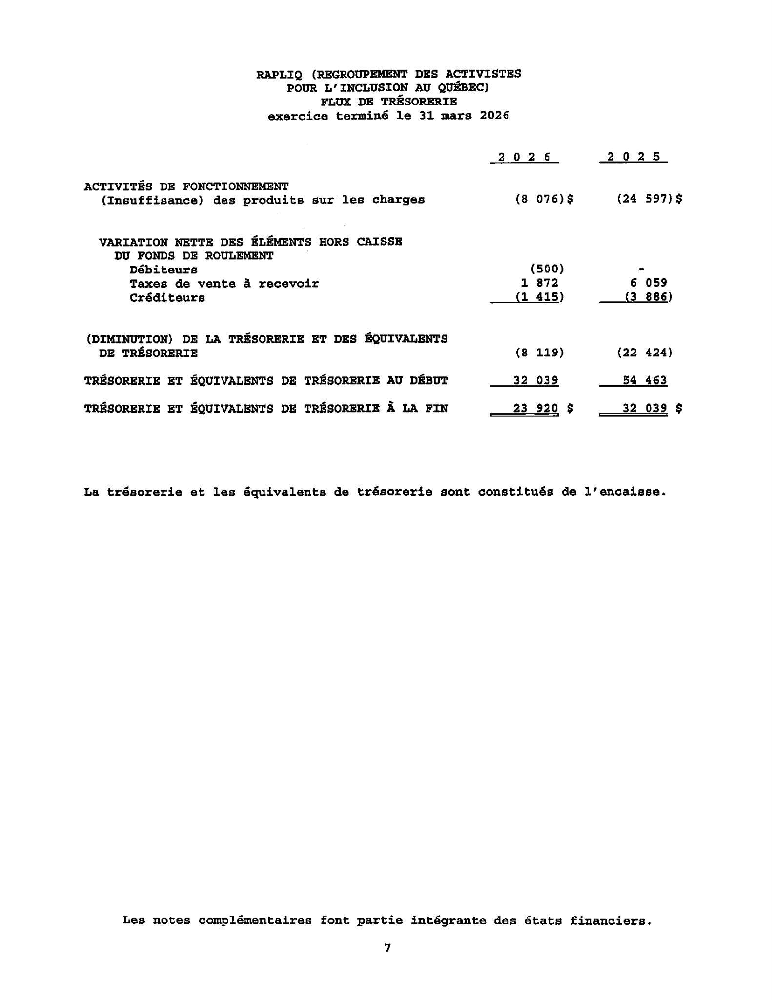 RAPLIQ (REGROUPEMENT DES ACTIVISTES
POUR L'INCLUSION AU QUÉBEC)
FLUX DE TRÉSORERIE
exercice terminé le 31 mars 2026
2 0 2 6 2 0 2 5
ACTIVITÉS DE FONCTIONNEMENT
(Insuffisance) des produits sur les charges (8 076)$ (24 597)$
VARIATION NETTE DES ÉLÉMENTS HORS CAISSE
DU FONDS DE ROULEMENT
Débiteurs (500) -
Taxes de vente à recevoir 1 872 6 059
Créditeurs (1 415) (3 886)
(DIMINUTION) DE LA TRÉSORERIE ET DES ÉQUIVALENTS
DE TRÉSORERIE (8 119) (22 424)
TRÉSORERIE ET ÉQUIVALENTS DE TRÉSORERIE AU DÉBUT 32 039 54 463
TRÉSORERIE ET ÉQUIVALENTS DE TRÉSORERIE À LA FIN 23 920 $ 32 039 $
La trésorerie et les équivalents de trésorerie sont constitués de l'encaisse.
Les notes complémentaires font partie intégrante des états financiers.
7